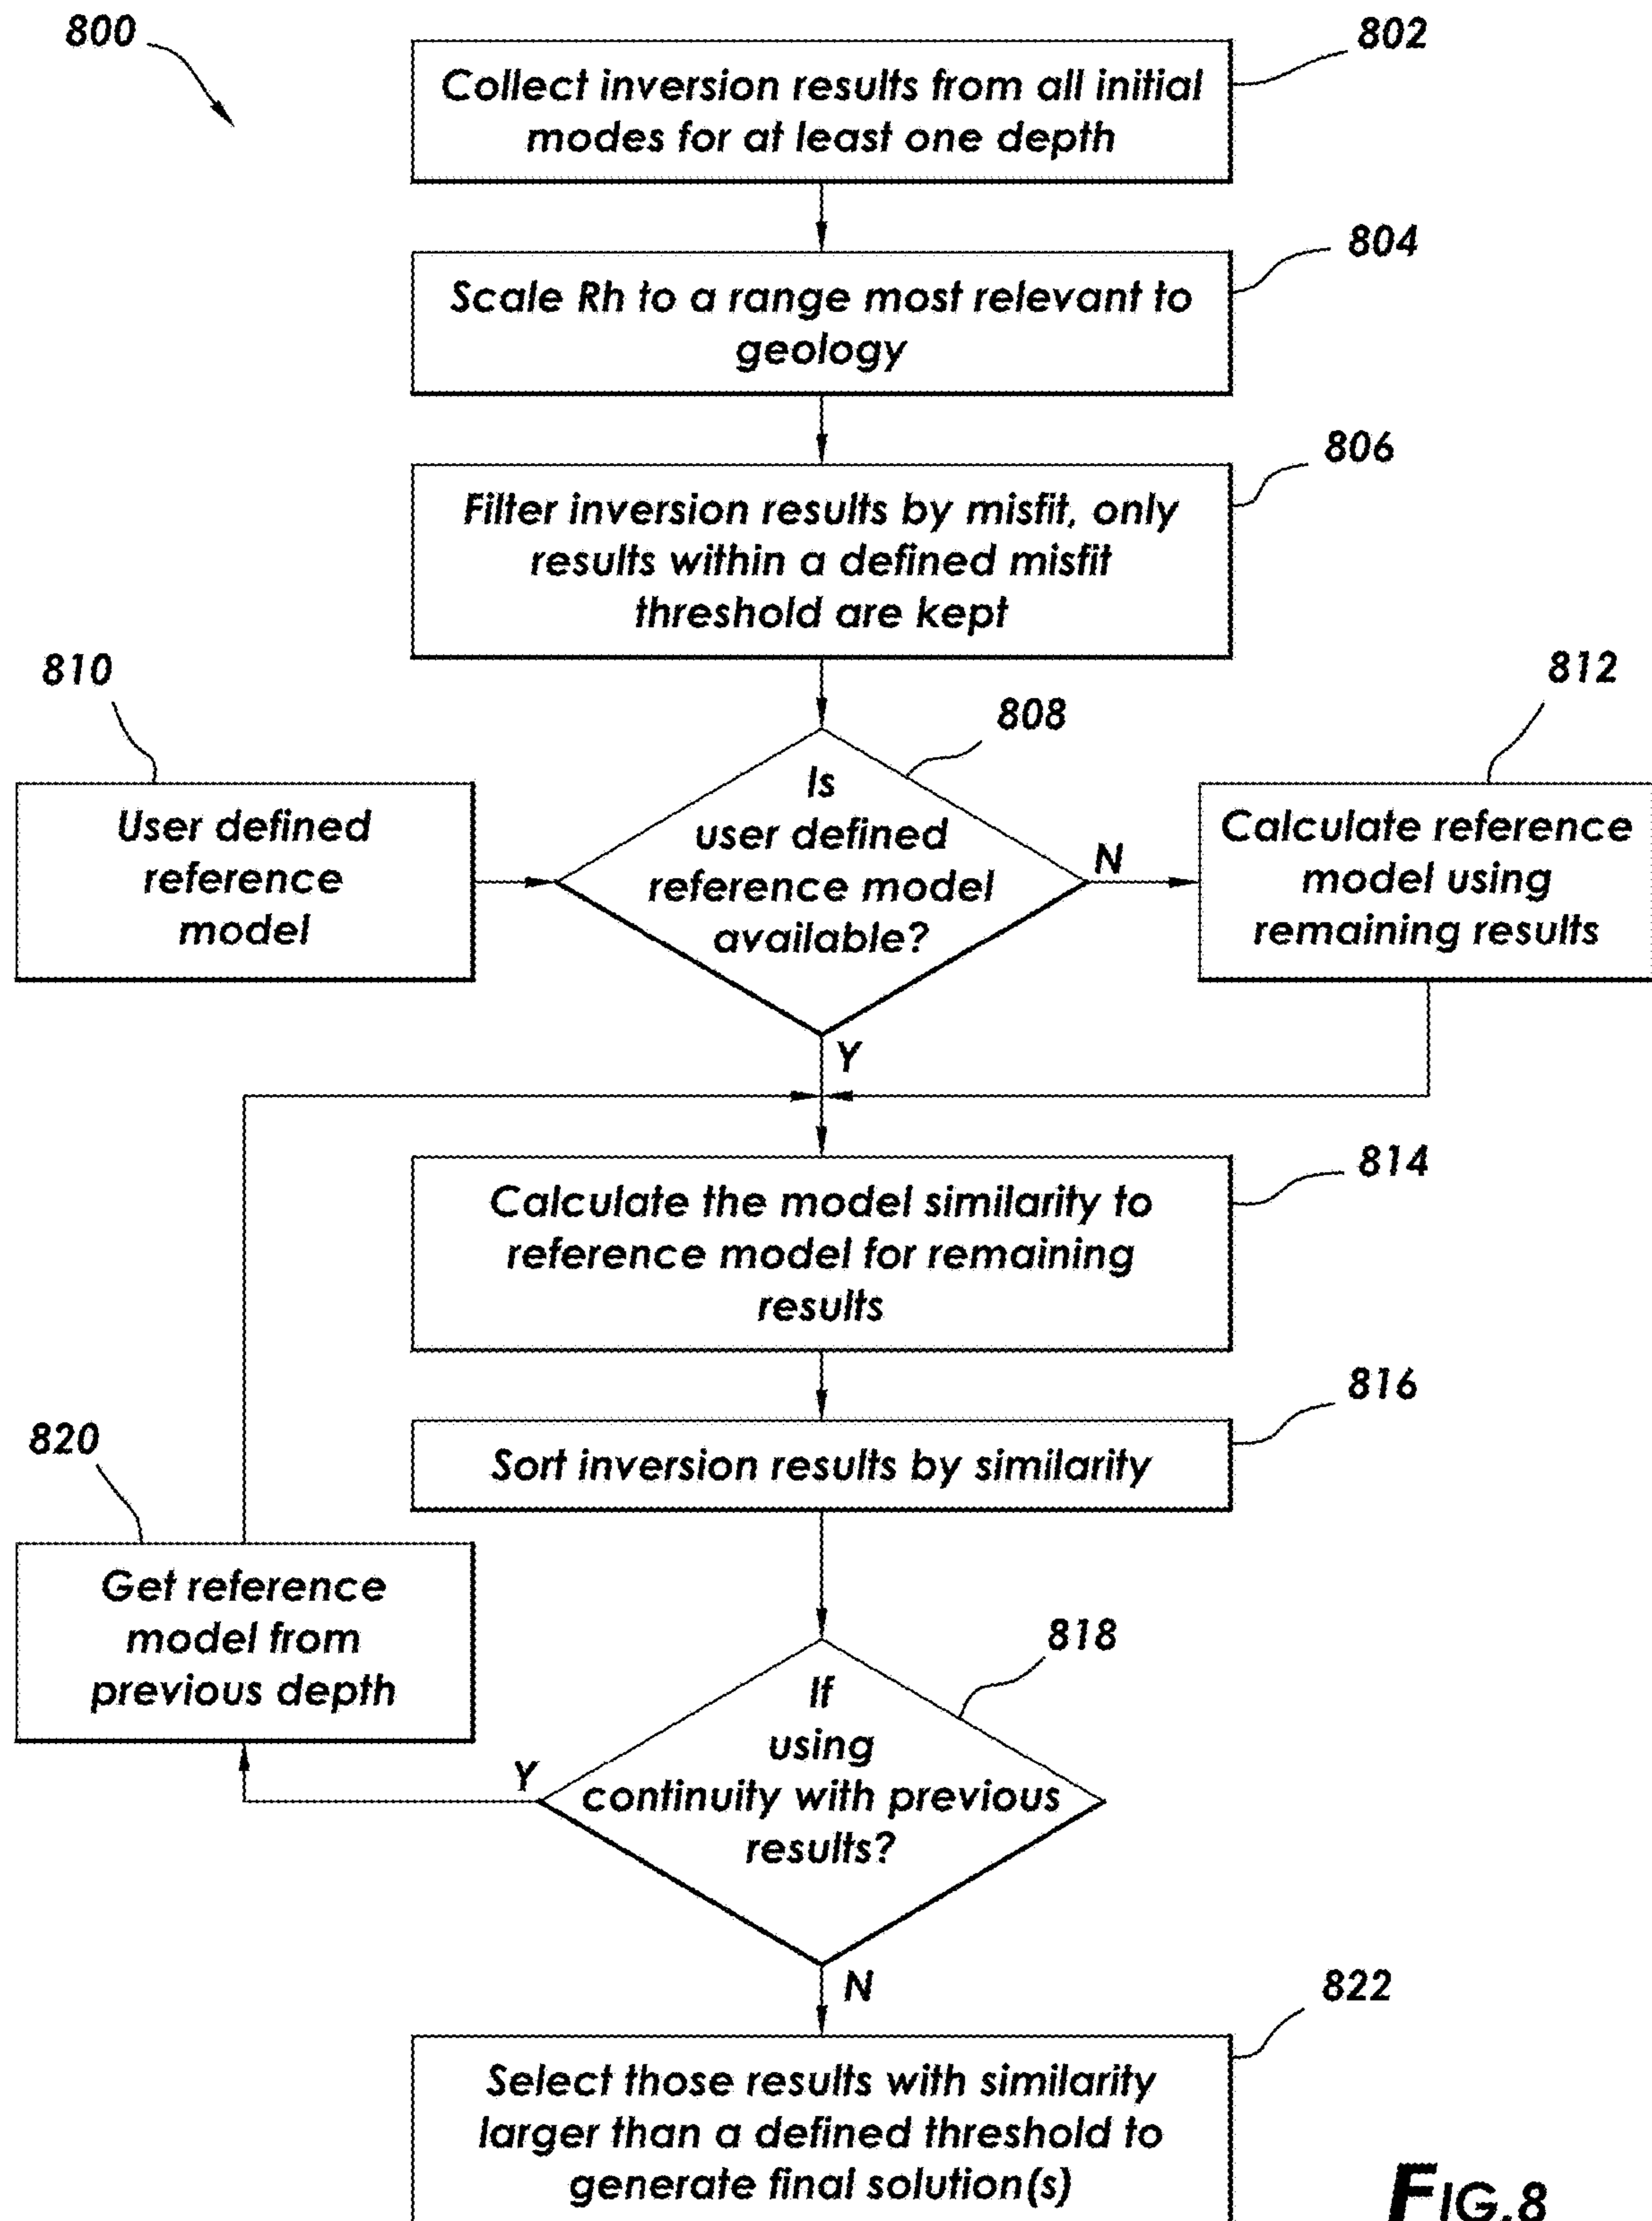 800
802
Collect inversion results from all initial
modes for at least one depth
804
Scale Rh to a range most relevant to
geology
806
Filter inversion results by misfit, only
results within a defined misfit
threshold are kept
810
808
812
User defined
reference
model
Is
user defined
reference model
available?
N
Calculate reference
model using
remaining results
Y
814
Calculate the model similarity to
reference model for remaining
results
816
Sort inversion results by similarity
820
Get reference
model from
previous depth
818
If
using
continuity with previous
results?
Y
N
822
Select those results with similarity
larger than a defined threshold to
generate final solution(s)
FIG.8